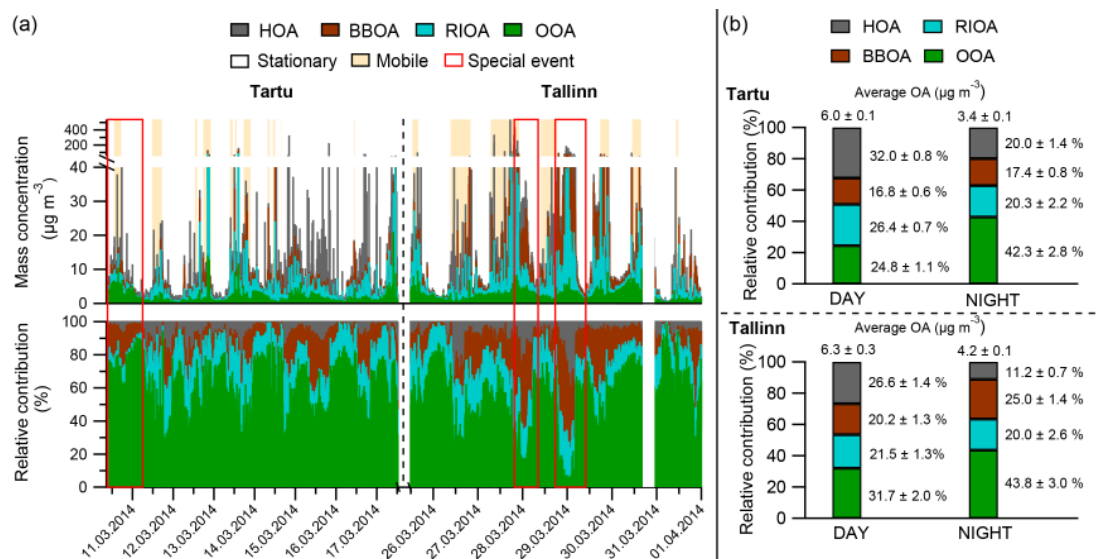 (a)
HOA BBOA RIOA OOA
Stationary Mobile Special event
Tartu Tallinn
Mass concentration
(µg m⁻³)
400
200
40
30
20
10
0
Relative contribution
(%)
100
80
60
40
20
0
11.03.2014
12.03.2014
13.03.2014
14.03.2014
15.03.2014
16.03.2014
17.03.2014
26.03.2014
27.03.2014
28.03.2014
29.03.2014
30.03.2014
31.03.2014
01.04.2014
(b)
HOA RIOA
BBOA OOA
Tartu
Average OA (µg m⁻³)
6.0 ± 0.1 3.4 ± 0.1
Relative contribution (%)
100
80
60
40
20
0
32.0 ± 0.8 %
16.8 ± 0.6 %
26.4 ± 0.7 %
24.8 ± 1.1 %
20.0 ± 1.4 %
17.4 ± 0.8 %
20.3 ± 2.2 %
42.3 ± 2.8 %
DAY NIGHT
Tallinn
Average OA (µg m⁻³)
6.3 ± 0.3 4.2 ± 0.1
Relative contribution (%)
100
80
60
40
20
0
26.6 ± 1.4 %
20.2 ± 1.3 %
21.5 ± 1.3%
31.7 ± 2.0 %
11.2 ± 0.7 %
25.0 ± 1.4 %
20.0 ± 2.6 %
43.8 ± 3.0 %
DAY NIGHT